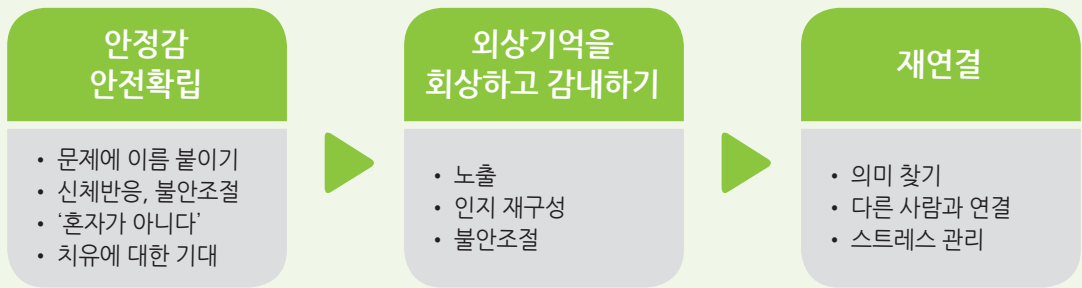 안정감
안전확립
• 문제에 이름 붙이기
• 신체반응, 불안조절
• ‘혼자가 아니다’
• 치유에 대한 기대
외상기억을
회상하고 감내하기
• 노출
• 인지 재구성
• 불안조절
재연결
• 의미 찾기
• 다른 사람과 연결
• 스트레스 관리